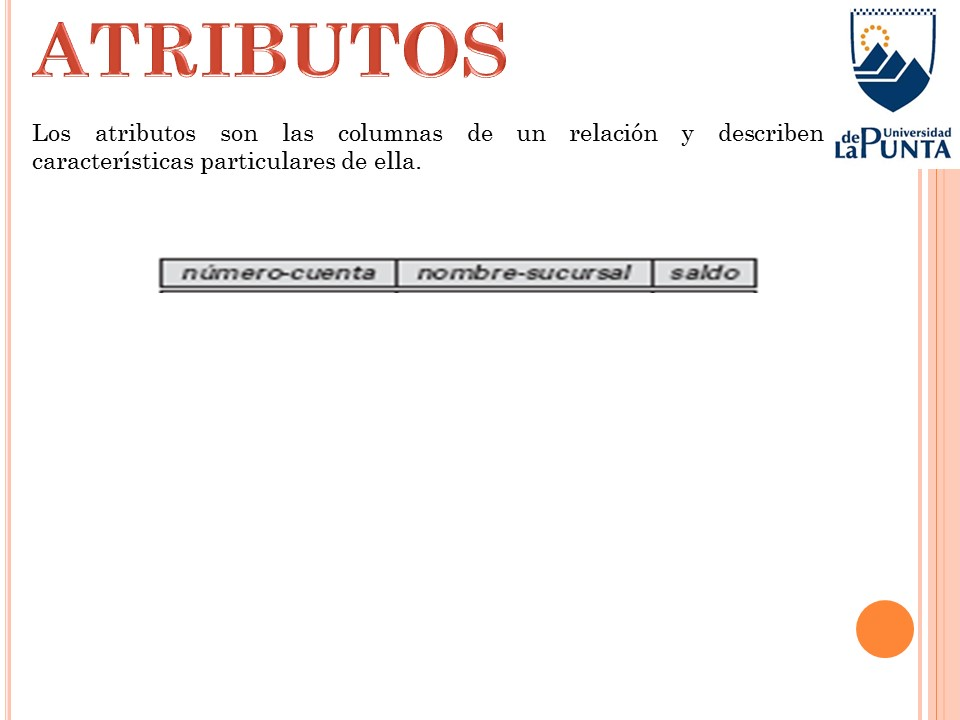 ATRIBUTOS
Los atributos son las columnas de un relación y describen
características particulares de ella.
Universidad
de La PUNTA
número-cuenta nombre-sucursal saldo